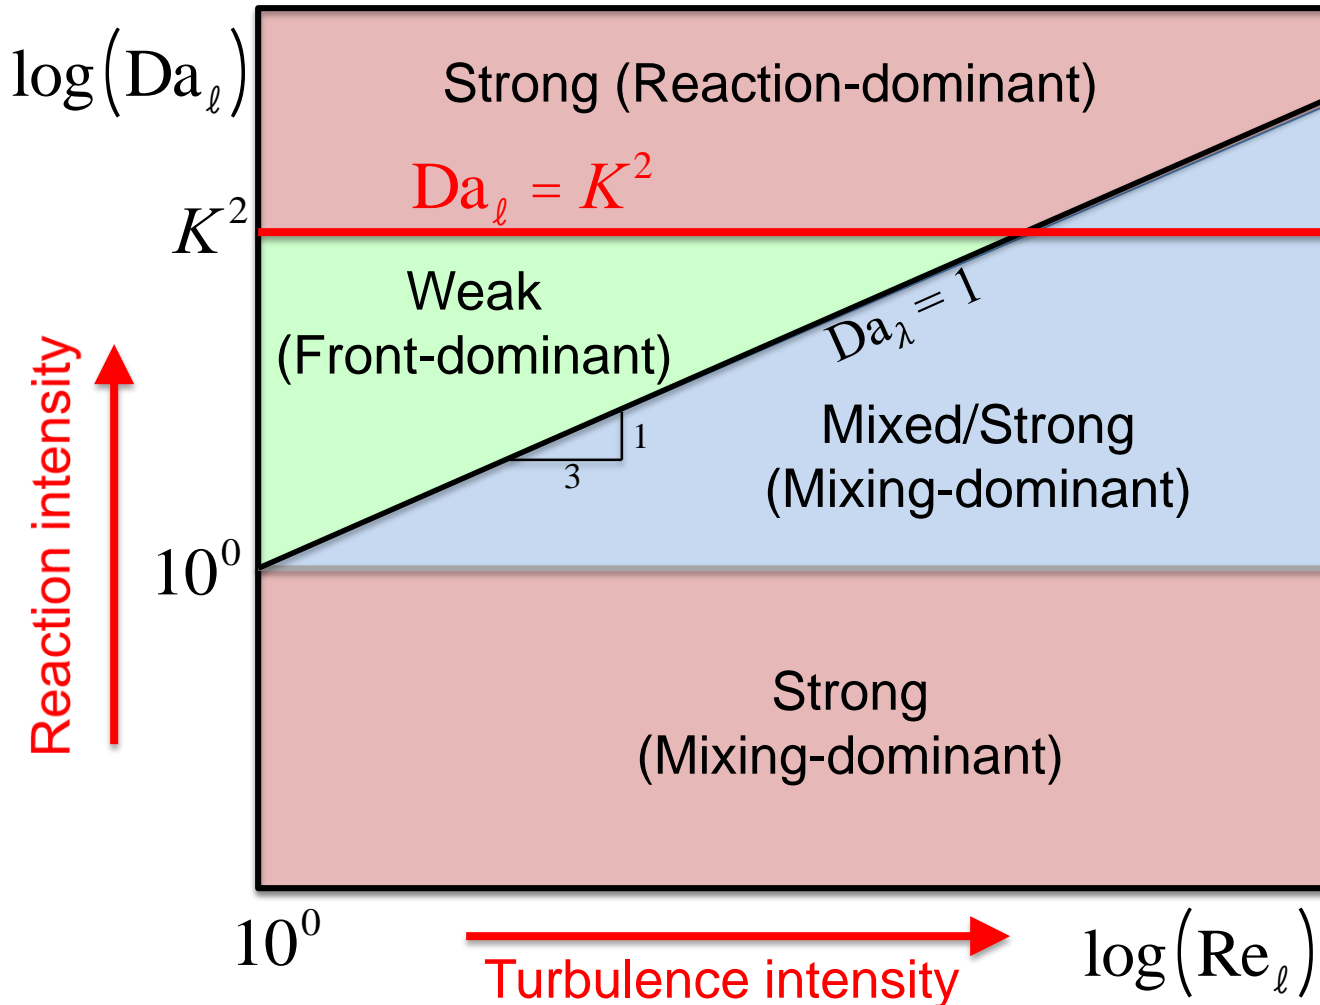 log(Da_ℓ)
Strong (Reaction-dominant)
Da_ℓ = K²
K²
Weak
(Front-dominant)
Da_λ = 1
1
3
Mixed/Strong
(Mixing-dominant)
Reaction intensity
10⁰
Strong
(Mixing-dominant)
10⁰
log(Re_ℓ)
Turbulence intensity